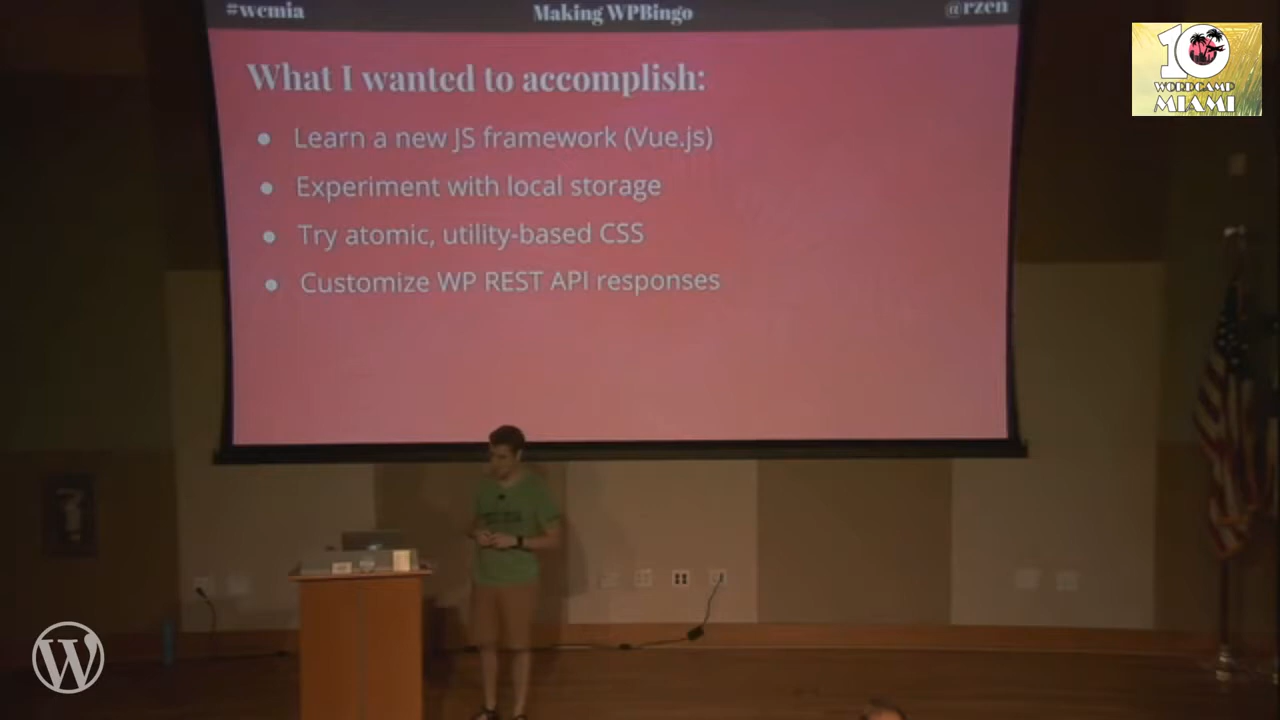 #wcmia
Making WPBingo
@rzen
What I wanted to accomplish:
● Learn a new JS framework (Vue.js)
● Experiment with local storage
● Try atomic, utility-based CSS
● Customize WP REST API responses
10
WORDCAMP
MIAMI
W